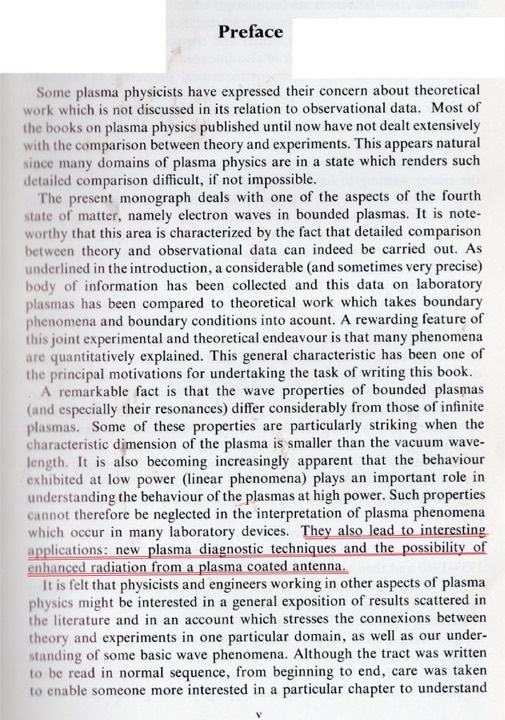 Preface
Some plasma physicists have expressed their concern about theoretical
work which is not discussed in its relation to observational data. Most of
the books on plasma physics published until now have not dealt extensively
with the comparison between theory and experiments. This appears natural
since many domains of plasma physics are in a state which renders such
detailed comparison difficult, if not impossible.
The present monograph deals with one of the aspects of the fourth
state of matter, namely electron waves in bounded plasmas. It is note-
worthy that this area is characterized by the fact that detailed comparison
between theory and observational data can indeed be carried out. As
underlined in the introduction, a considerable (and sometimes very precise)
body of information has been collected and this data on laboratory
plasmas has been compared to theoretical work which takes boundary
phenomena and boundary conditions into acount. A rewarding feature of
this joint experimental and theoretical endeavour is that many phenomena
are quantitatively explained. This general characteristic has been one of
the principal motivations for undertaking the task of writing this book.
A remarkable fact is that the wave properties of bounded plasmas
(and especially their resonances) differ considerably from those of infinite
plasmas. Some of these properties are particularly striking when the
characteristic dimension of the plasma is smaller than the vacuum wave-
length. It is also becoming increasingly apparent that the behaviour
exhibited at low power (linear phenomena) plays an important role in
understanding the behaviour of the plasmas at high power. Such properties
cannot therefore be neglected in the interpretation of plasma phenomena
which occur in many laboratory devices. They also lead to interesting
applications: new plasma diagnostic techniques and the possibility of
enhanced radiation from a plasma coated antenna.
It is felt that physicists and engineers working in other aspects of plasma
physics might be interested in a general exposition of results scattered in
the literature and in an account which stresses the connexions between
theory and experiments in one particular domain, as well as our under-
standing of some basic wave phenomena. Although the tract was written
to be read in normal sequence, from beginning to end, care was taken
to enable someone more interested in a particular chapter to understand
v